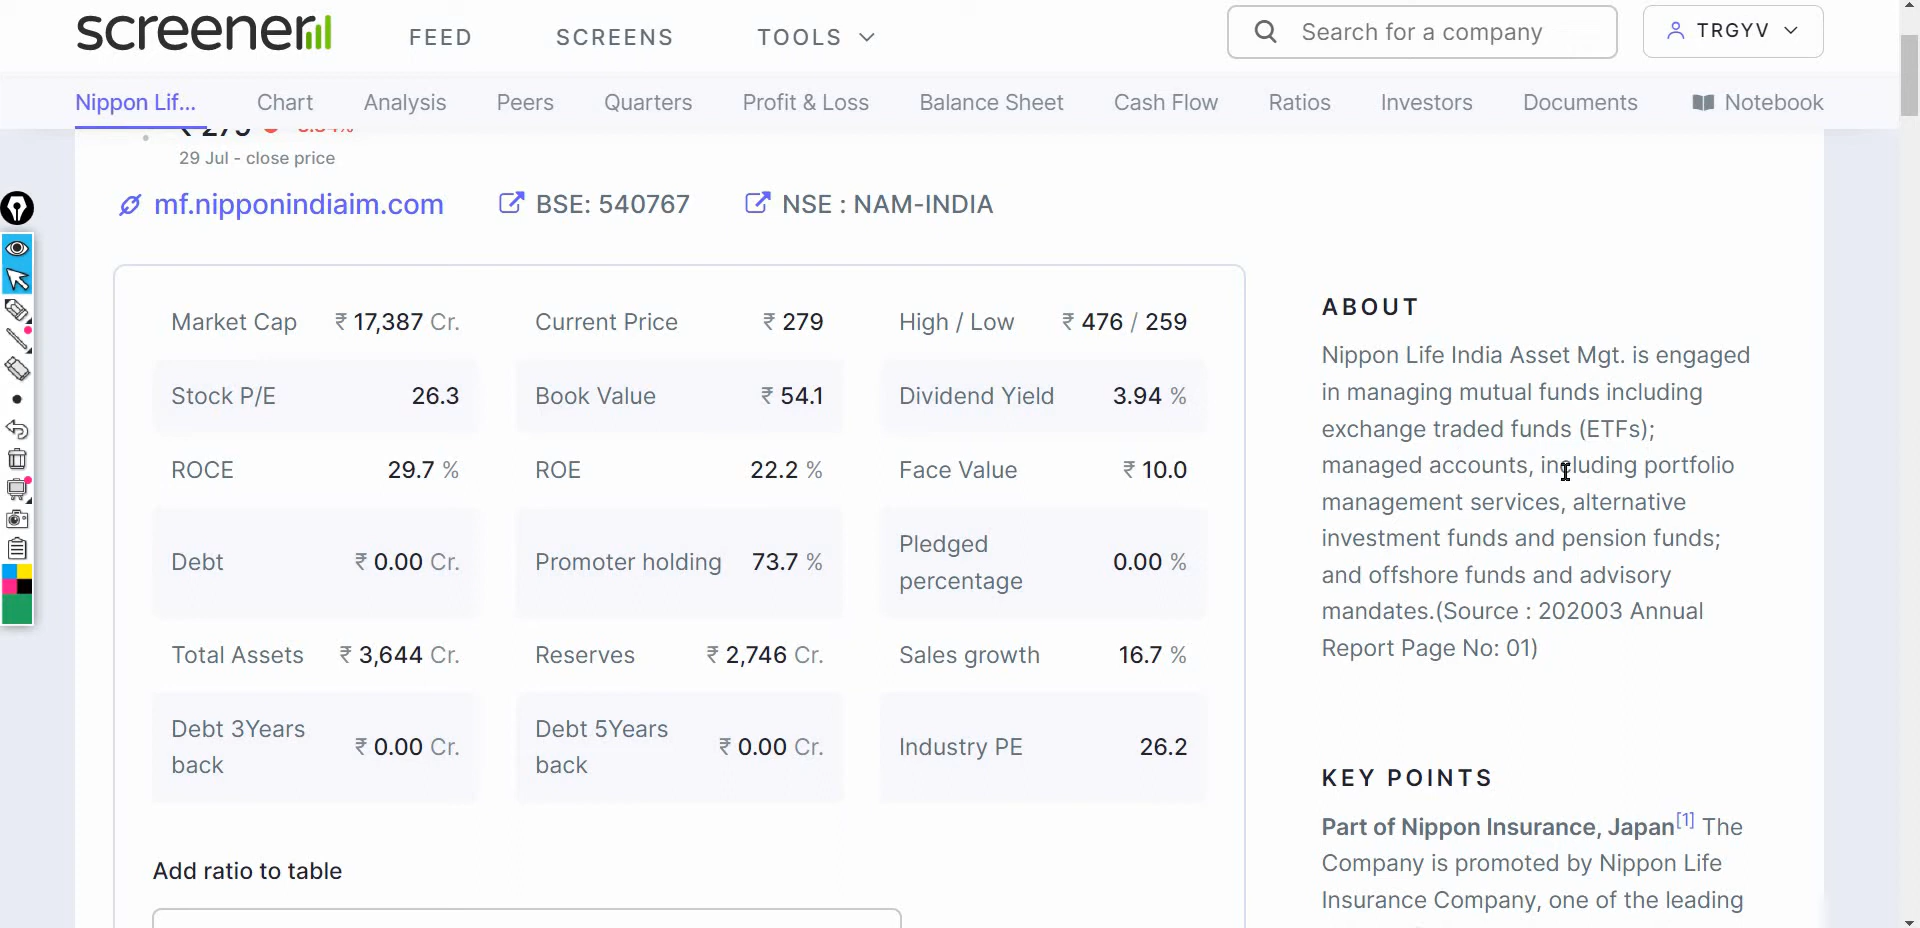 screener
FEED
SCREENS
TOOLS
Search for a company
TRGYV
Nippon Lif...
Chart
Analysis
Peers
Quarters
Profit & Loss
Balance Sheet
Cash Flow
Ratios
Investors
Documents
Notebook
₹ 279
29 Jul - close price
mf.nipponindiaim.com
BSE: 540767
NSE : NAM-INDIA
Market Cap ₹ 17,387 Cr.
Current Price ₹ 279
High / Low ₹ 476 / 259
Stock P/E 26.3
Book Value ₹ 54.1
Dividend Yield 3.94 %
ROCE 29.7 %
ROE 22.2 %
Face Value ₹ 10.0
Debt ₹ 0.00 Cr.
Promoter holding 73.7 %
Pledged
percentage 0.00 %
Total Assets ₹ 3,644 Cr.
Reserves ₹ 2,746 Cr.
Sales growth 16.7 %
Debt 3Years
back ₹ 0.00 Cr.
Debt 5Years
back ₹ 0.00 Cr.
Industry PE 26.2
Add ratio to table
ABOUT
Nippon Life India Asset Mgt. is engaged
in managing mutual funds including
exchange traded funds (ETFs);
managed accounts, including portfolio
management services, alternative
investment funds and pension funds;
and offshore funds and advisory
mandates.(Source : 202003 Annual
Report Page No: 01)
KEY POINTS
Part of Nippon Insurance, Japan[1] The
Company is promoted by Nippon Life
Insurance Company, one of the leading